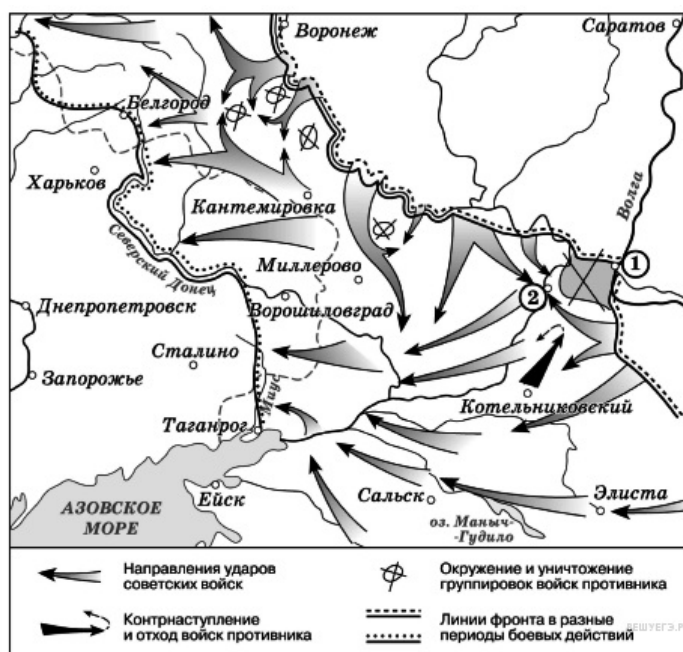 Воронеж
Саратов
Белгород
Харьков
Волга
Кантемировка
Северский Донец
Миллерово
1
2
Днепропетровск
Ворошиловград
Сталино
Запорожье
Миус
Котельниковский
Таганрог
Ейск
Сальск
Элиста
АЗОВСКОЕ
МОРЕ
оз. Маныч-
-Гудило
Направления ударов
советских войск
Окружение и уничтожение
группировок войск противника
Контрнаступление
и отход войск противника
Линии фронта в разные
периоды боевых действий